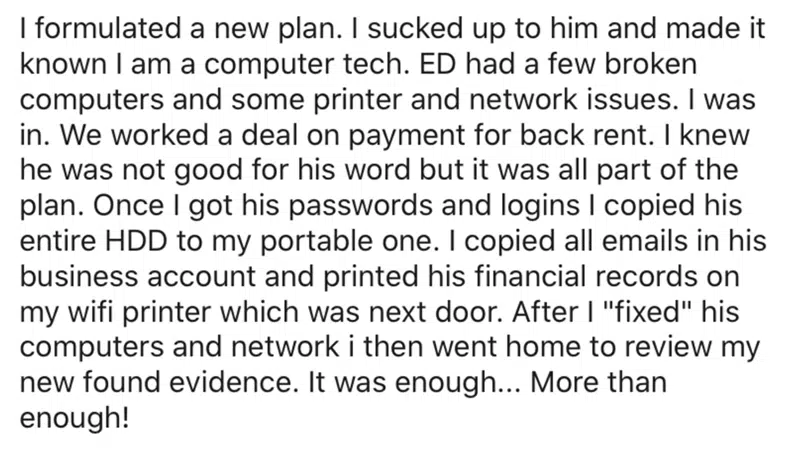 I formulated a new plan. I sucked up to him and made it
known I am a computer tech. ED had a few broken
computers and some printer and network issues. I was
in. We worked a deal on payment for back rent. I knew
he was not good for his word but it was all part of the
plan. Once I got his passwords and logins I copied his
entire HDD to my portable one. I copied all emails in his
business account and printed his financial records on
my wifi printer which was next door. After I "fixed" his
computers and network i then went home to review my
new found evidence. It was enough... More than
enough!